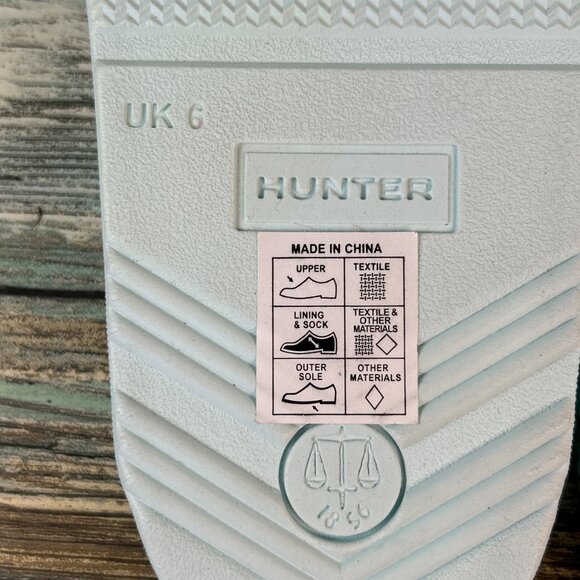 UK 6
HUNTER
MADE IN CHINA
UPPER
TEXTILE
LINING
& SOCK
TEXTILE &
OTHER
MATERIALS
OUTER
SOLE
OTHER
MATERIALS
1856